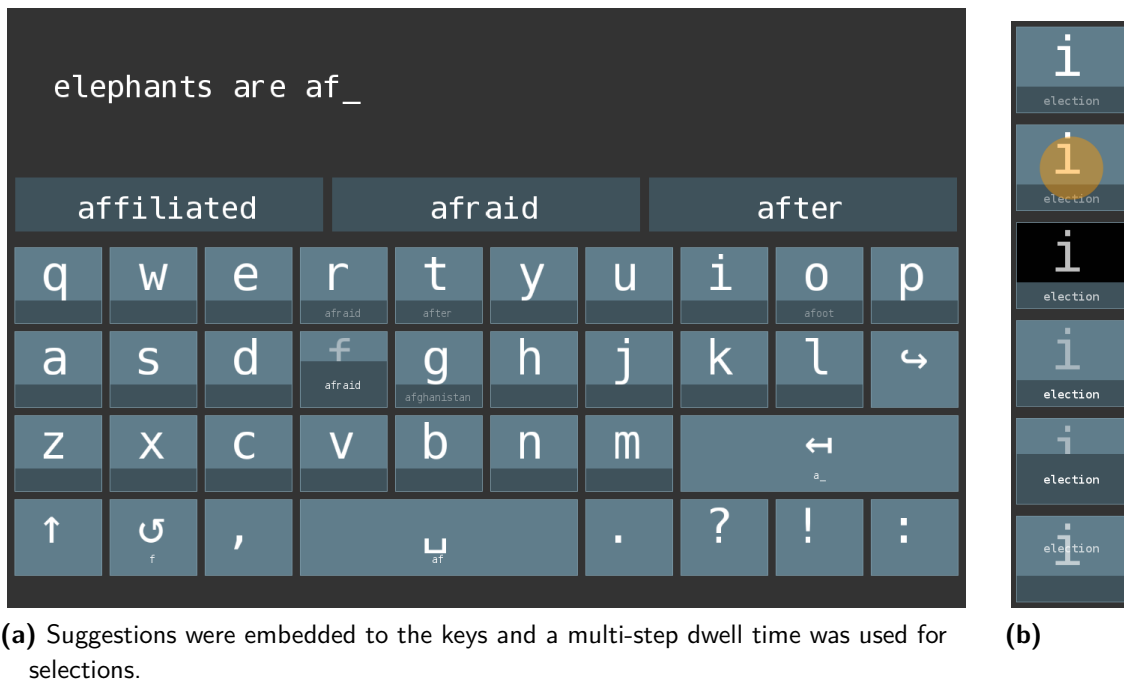 elephants are af_
affiliated afraid after
q w e r t y u i o p
afraid after afoot
a s d f g h j k l ↪
afraid afghanistan
z x c v b n m ↤
a_
↑ ↺ , ␣ . ? ! :
f af
(a) Suggestions were embedded to the keys and a multi-step dwell time was used for
selections.
i
election
i
election
i
election
i
election
i
election
i
election
(b)